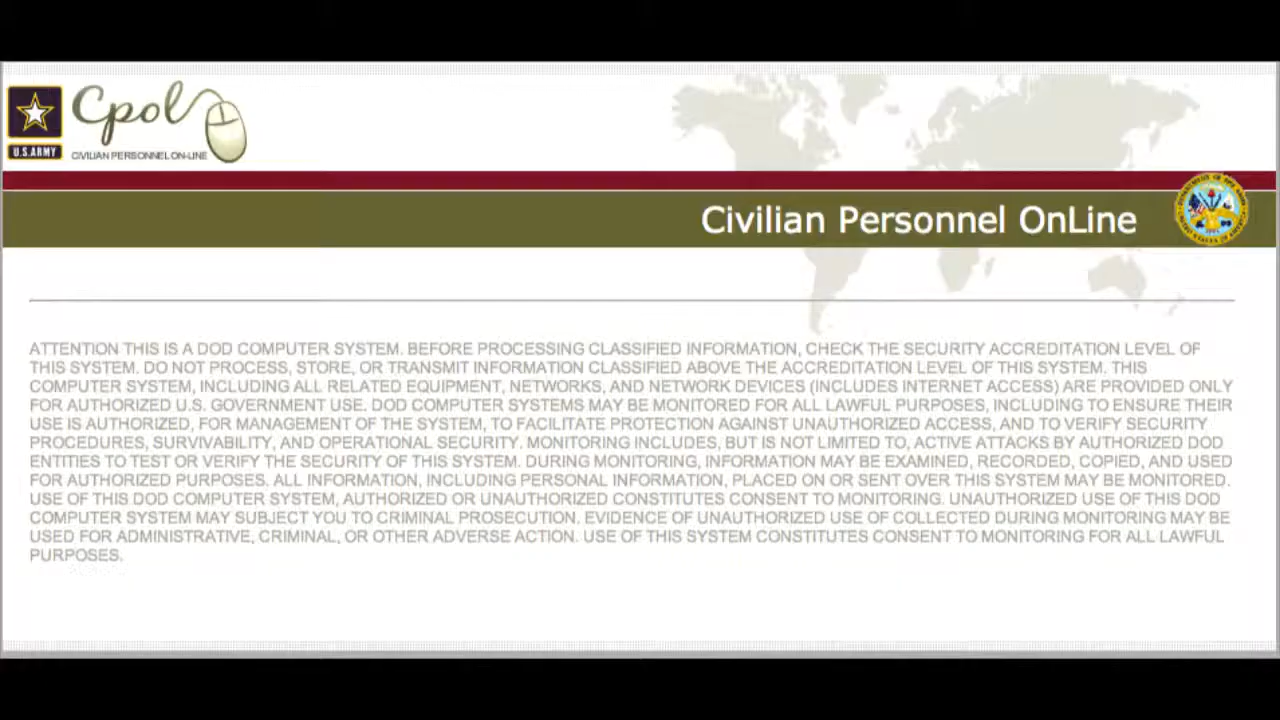 Cpol
U.S.ARMY
CIVILIAN PERSONNEL ON-LINE
Civilian Personnel OnLine
ATTENTION THIS IS A DOD COMPUTER SYSTEM. BEFORE PROCESSING CLASSIFIED INFORMATION, CHECK THE SECURITY ACCREDITATION LEVEL OF
THIS SYSTEM. DO NOT PROCESS, STORE, OR TRANSMIT INFORMATION CLASSIFIED ABOVE THE ACCREDITATION LEVEL OF THIS SYSTEM. THIS
COMPUTER SYSTEM, INCLUDING ALL RELATED EQUIPMENT, NETWORKS, AND NETWORK DEVICES (INCLUDES INTERNET ACCESS) ARE PROVIDED ONLY
FOR AUTHORIZED U.S. GOVERNMENT USE. DOD COMPUTER SYSTEMS MAY BE MONITORED FOR ALL LAWFUL PURPOSES, INCLUDING TO ENSURE THEIR
USE IS AUTHORIZED, FOR MANAGEMENT OF THE SYSTEM, TO FACILITATE PROTECTION AGAINST UNAUTHORIZED ACCESS, AND TO VERIFY SECURITY
PROCEDURES, SURVIVABILITY, AND OPERATIONAL SECURITY. MONITORING INCLUDES, BUT IS NOT LIMITED TO, ACTIVE ATTACKS BY AUTHORIZED DOD
ENTITIES TO TEST OR VERIFY THE SECURITY OF THIS SYSTEM. DURING MONITORING, INFORMATION MAY BE EXAMINED, RECORDED, COPIED, AND USED
FOR AUTHORIZED PURPOSES. ALL INFORMATION, INCLUDING PERSONAL INFORMATION, PLACED ON OR SENT OVER THIS SYSTEM MAY BE MONITORED.
USE OF THIS DOD COMPUTER SYSTEM, AUTHORIZED OR UNAUTHORIZED CONSTITUTES CONSENT TO MONITORING. UNAUTHORIZED USE OF THIS DOD
COMPUTER SYSTEM MAY SUBJECT YOU TO CRIMINAL PROSECUTION. EVIDENCE OF UNAUTHORIZED USE OF COLLECTED DURING MONITORING MAY BE
USED FOR ADMINISTRATIVE, CRIMINAL, OR OTHER ADVERSE ACTION. USE OF THIS SYSTEM CONSTITUTES CONSENT TO MONITORING FOR ALL LAWFUL
PURPOSES.